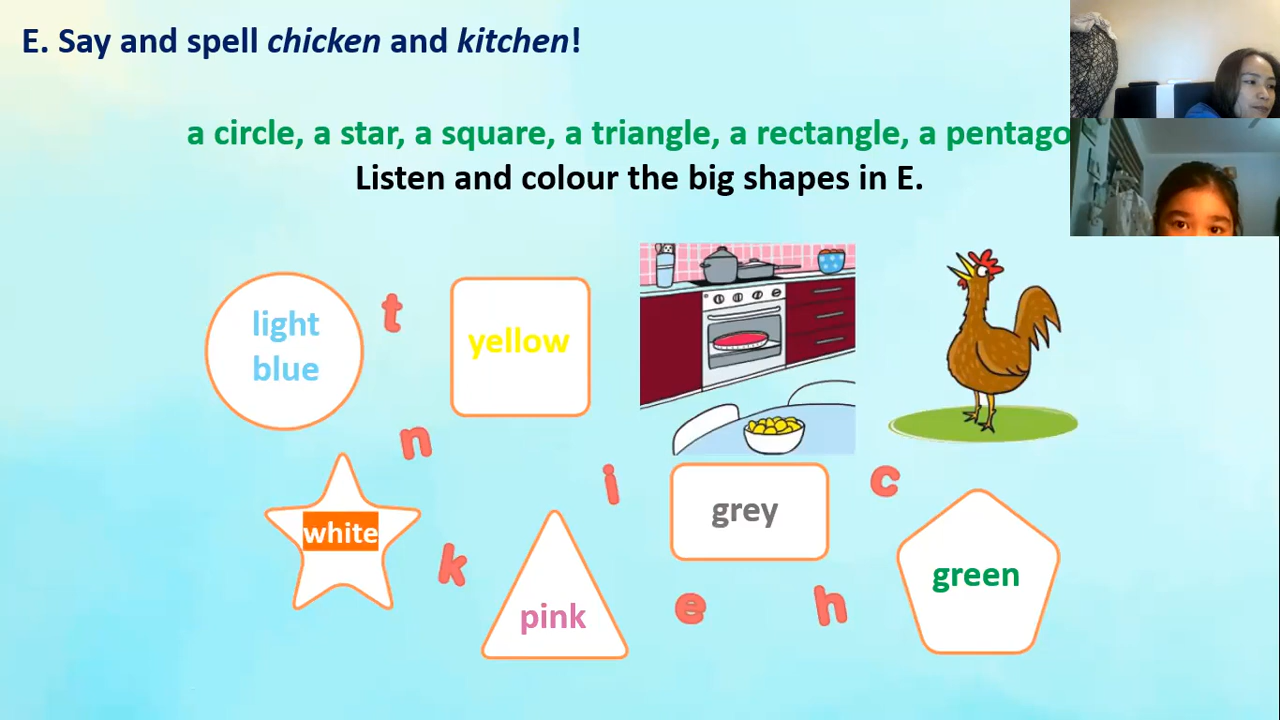 E. Say and spell chicken and kitchen!
a circle, a star, a square, a triangle, a rectangle, a pentago
Listen and colour the big shapes in E.
light
blue
t
yellow
n
i
c
white
grey
k
pink
e
h
green